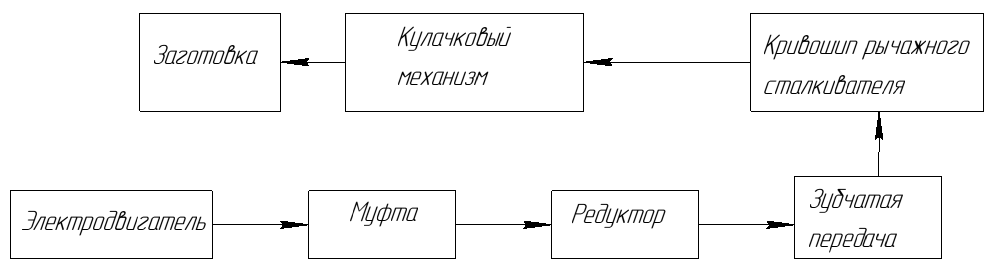 Заготовка
Кулачковый
механизм
Кривошип рычажного
сталкивателя
Электродвигатель
Муфта
Редуктор
Зубчатая
передача